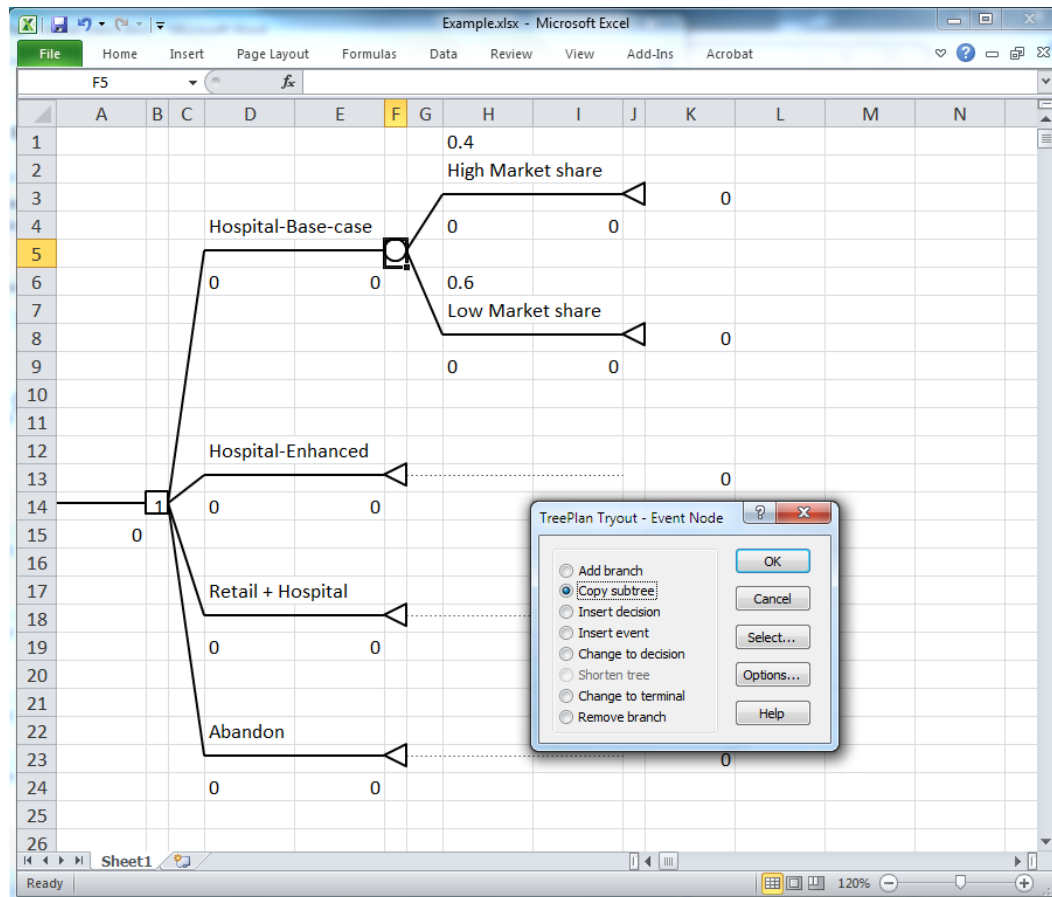 Example.xlsx - Microsoft Excel
File Home Insert Page Layout Formulas Data Review View Add-Ins Acrobat
F5 fx
A B C D E F G H I J K L M N
1 0.4
2 High Market share
3 0
4 Hospital-Base-case 0 0
5
6 0 0 0.6
7 Low Market share
8 0
9 0 0
10
11
12 Hospital-Enhanced
13 0
14 1 0 0
15 0
16
17 Retail + Hospital
18
19 0 0
20
21
22 Abandon
23 0
24 0 0
25
26
TreePlan Tryout - Event Node
Add branch
Copy subtree
Insert decision
Insert event
Change to decision
Shorten tree
Change to terminal
Remove branch
OK
Cancel
Select...
Options...
Help
Sheet1
Ready 120%